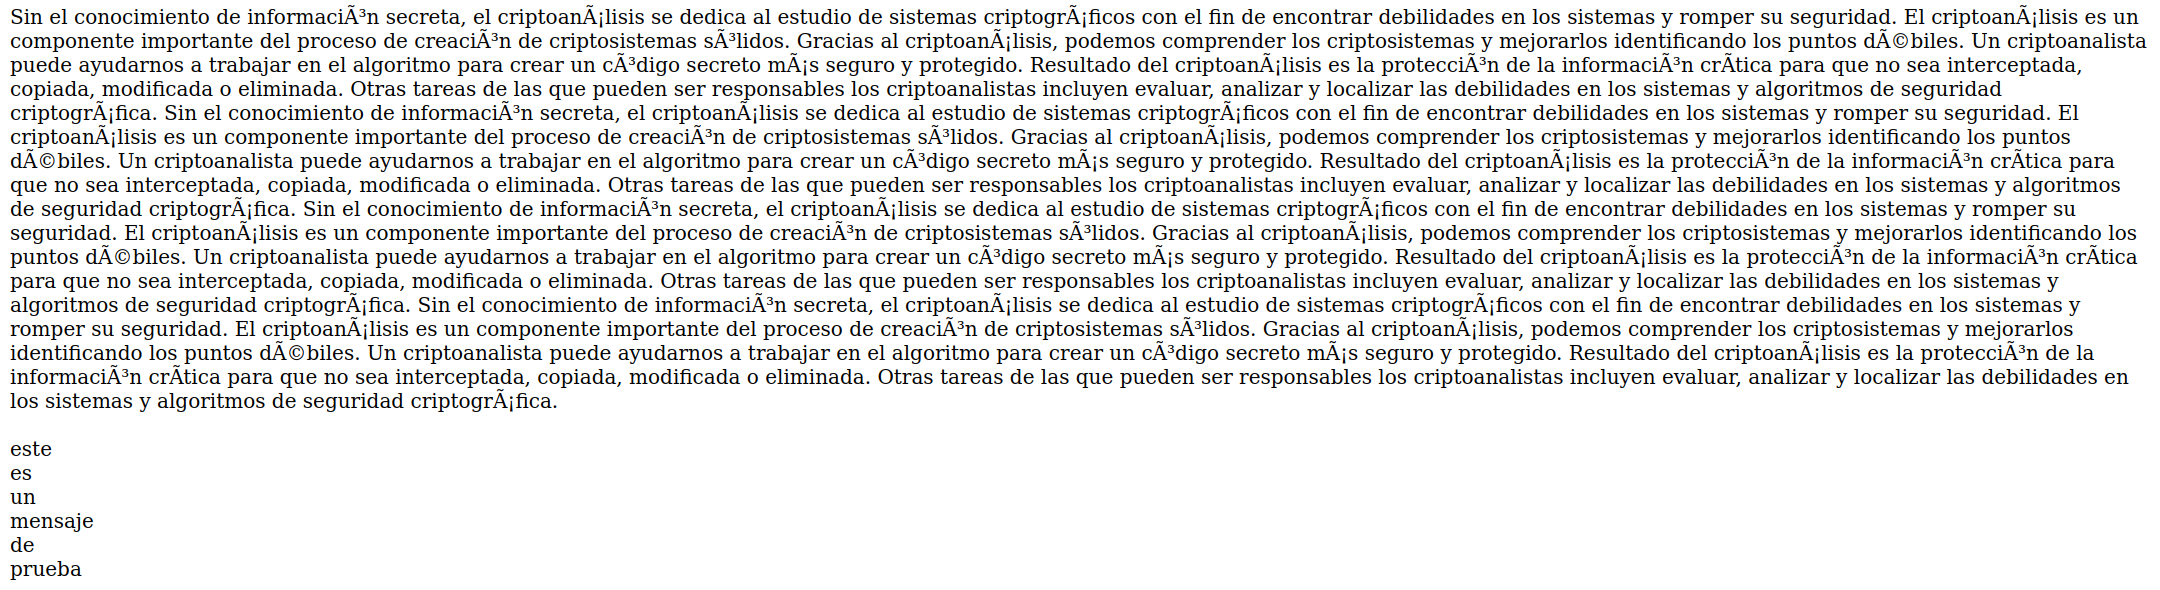 Sin el conocimiento de informaciÃ³n secreta, el criptoanÃ¡lisis se dedica al estudio de sistemas criptogrÃ¡ficos con el fin de encontrar debilidades en los sistemas y romper su seguridad. El criptoanÃ¡lisis es un
componente importante del proceso de creaciÃ³n de criptosistemas sÃ³lidos. Gracias al criptoanÃ¡lisis, podemos comprender los criptosistemas y mejorarlos identificando los puntos dÃ©biles. Un criptoanalista
puede ayudarnos a trabajar en el algoritmo para crear un cÃ³digo secreto mÃ¡s seguro y protegido. Resultado del criptoanÃ¡lisis es la protecciÃ³n de la informaciÃ³n crÃ­tica para que no sea interceptada,
copiada, modificada o eliminada. Otras tareas de las que pueden ser responsables los criptoanalistas incluyen evaluar, analizar y localizar las debilidades en los sistemas y algoritmos de seguridad
criptogrÃ¡fica. Sin el conocimiento de informaciÃ³n secreta, el criptoanÃ¡lisis se dedica al estudio de sistemas criptogrÃ¡ficos con el fin de encontrar debilidades en los sistemas y romper su seguridad. El
criptoanÃ¡lisis es un componente importante del proceso de creaciÃ³n de criptosistemas sÃ³lidos. Gracias al criptoanÃ¡lisis, podemos comprender los criptosistemas y mejorarlos identificando los puntos
dÃ©biles. Un criptoanalista puede ayudarnos a trabajar en el algoritmo para crear un cÃ³digo secreto mÃ¡s seguro y protegido. Resultado del criptoanÃ¡lisis es la protecciÃ³n de la informaciÃ³n crÃ­tica para
que no sea interceptada, copiada, modificada o eliminada. Otras tareas de las que pueden ser responsables los criptoanalistas incluyen evaluar, analizar y localizar las debilidades en los sistemas y algoritmos
de seguridad criptogrÃ¡fica. Sin el conocimiento de informaciÃ³n secreta, el criptoanÃ¡lisis se dedica al estudio de sistemas criptogrÃ¡ficos con el fin de encontrar debilidades en los sistemas y romper su
seguridad. El criptoanÃ¡lisis es un componente importante del proceso de creaciÃ³n de criptosistemas sÃ³lidos. Gracias al criptoanÃ¡lisis, podemos comprender los criptosistemas y mejorarlos identificando los
puntos dÃ©biles. Un criptoanalista puede ayudarnos a trabajar en el algoritmo para crear un cÃ³digo secreto mÃ¡s seguro y protegido. Resultado del criptoanÃ¡lisis es la protecciÃ³n de la informaciÃ³n crÃ­tica
para que no sea interceptada, copiada, modificada o eliminada. Otras tareas de las que pueden ser responsables los criptoanalistas incluyen evaluar, analizar y localizar las debilidades en los sistemas y
algoritmos de seguridad criptogrÃ¡fica. Sin el conocimiento de informaciÃ³n secreta, el criptoanÃ¡lisis se dedica al estudio de sistemas criptogrÃ¡ficos con el fin de encontrar debilidades en los sistemas y
romper su seguridad. El criptoanÃ¡lisis es un componente importante del proceso de creaciÃ³n de criptosistemas sÃ³lidos. Gracias al criptoanÃ¡lisis, podemos comprender los criptosistemas y mejorarlos
identificando los puntos dÃ©biles. Un criptoanalista puede ayudarnos a trabajar en el algoritmo para crear un cÃ³digo secreto mÃ¡s seguro y protegido. Resultado del criptoanÃ¡lisis es la protecciÃ³n de la
informaciÃ³n crÃ­tica para que no sea interceptada, copiada, modificada o eliminada. Otras tareas de las que pueden ser responsables los criptoanalistas incluyen evaluar, analizar y localizar las debilidades en
los sistemas y algoritmos de seguridad criptogrÃ¡fica.
este
es
un
mensaje
de
prueba